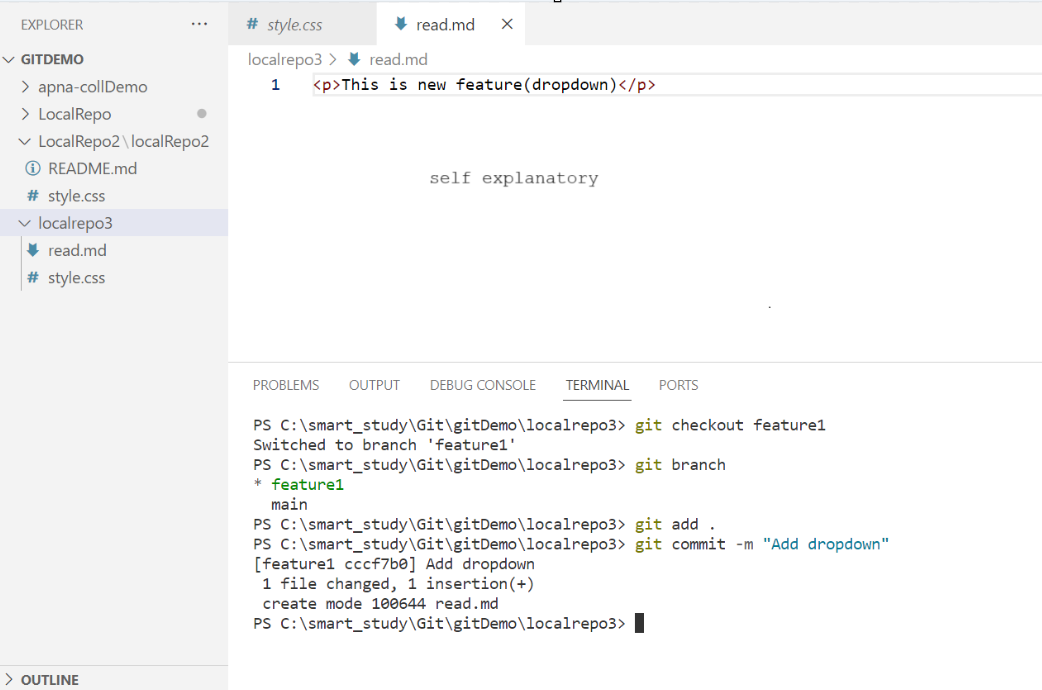 EXPLORER
GITDEMO
apna-collDemo
LocalRepo
LocalRepo2\localRepo2
README.md
# style.css
localrepo3
read.md
# style.css
OUTLINE
# style.css
read.md
localrepo3 > read.md
1 <p>This is new feature(dropdown)</p>
self explanatory
PROBLEMS OUTPUT DEBUG CONSOLE TERMINAL PORTS
PS C:\smart_study\Git\gitDemo\localrepo3> git checkout feature1
Switched to branch 'feature1'
PS C:\smart_study\Git\gitDemo\localrepo3> git branch
* feature1
main
PS C:\smart_study\Git\gitDemo\localrepo3> git add .
PS C:\smart_study\Git\gitDemo\localrepo3> git commit -m "Add dropdown"
[feature1 cccf7b0] Add dropdown
1 file changed, 1 insertion(+)
create mode 100644 read.md
PS C:\smart_study\Git\gitDemo\localrepo3>